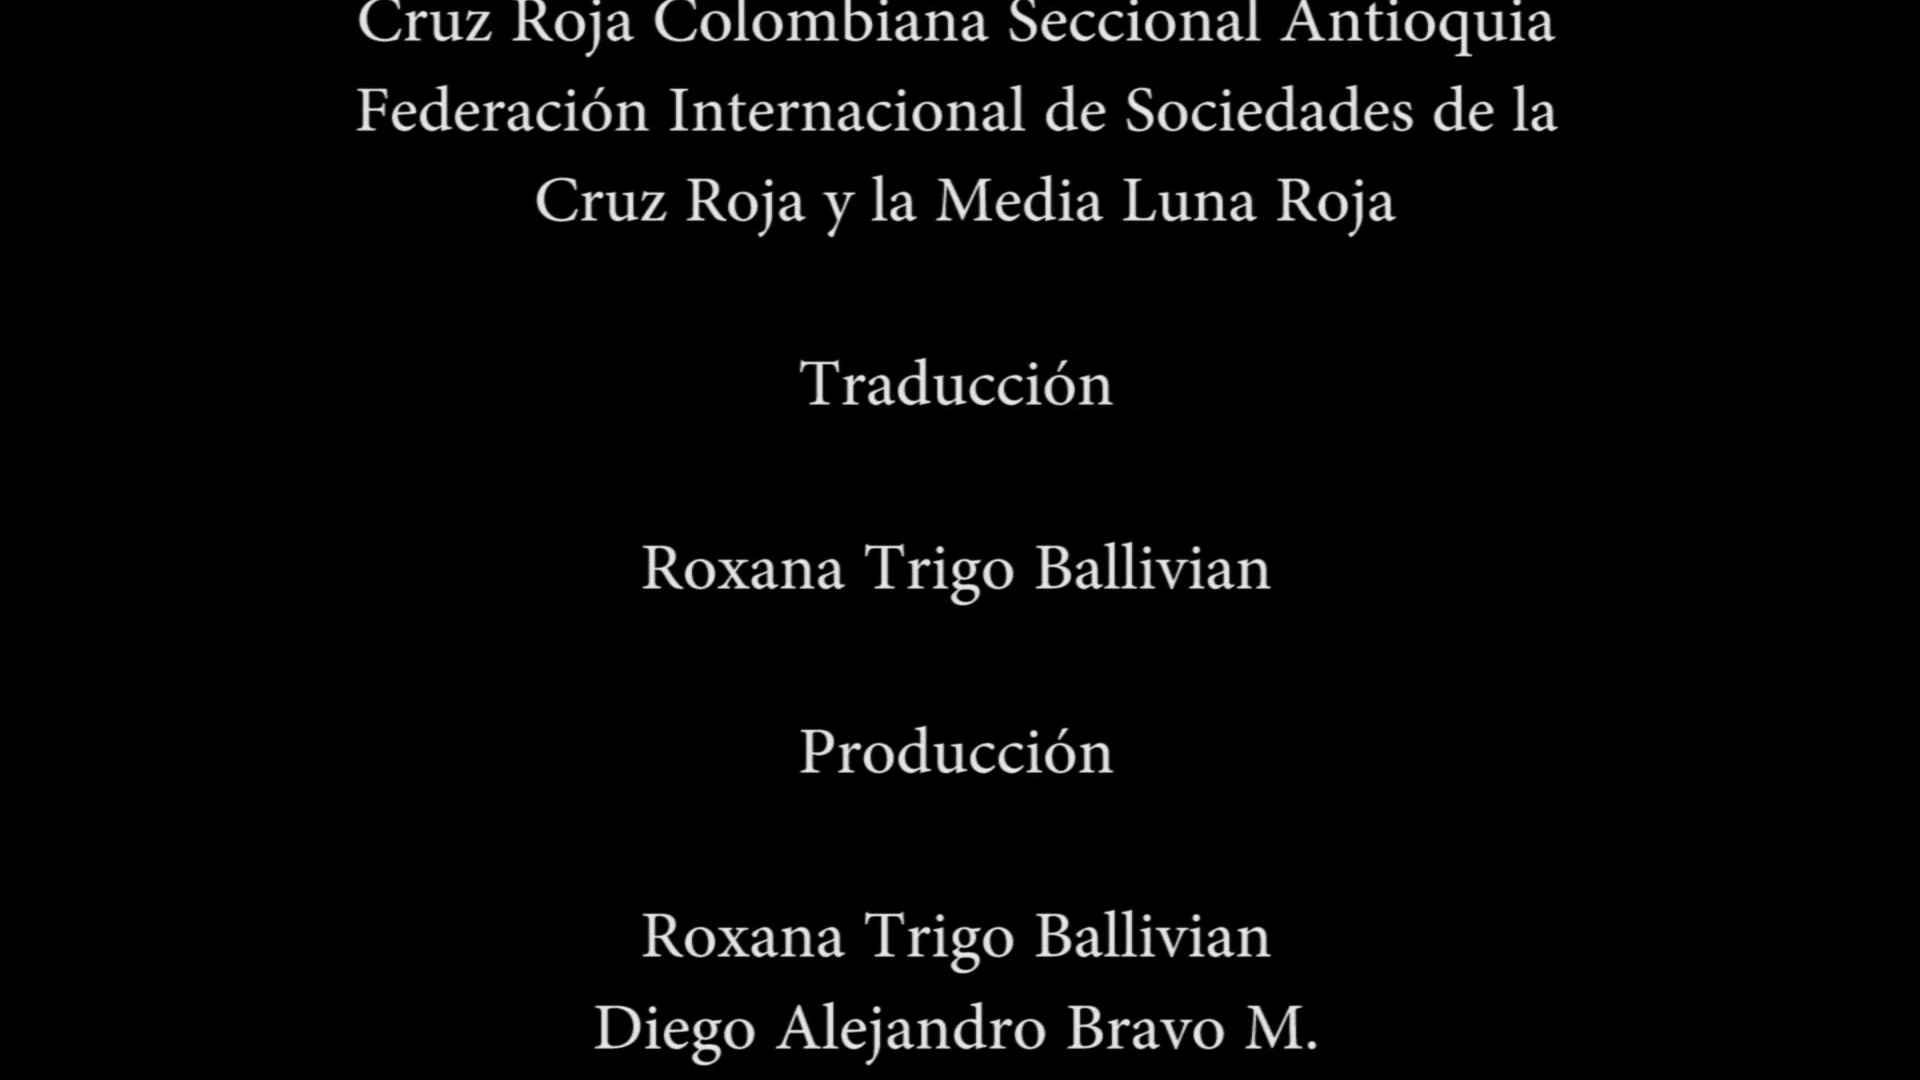 Cruz Roja Colombiana Seccional Antioquia
Federación Internacional de Sociedades de la
Cruz Roja y la Media Luna Roja
Traducción
Roxana Trigo Ballivian
Producción
Roxana Trigo Ballivian
Diego Alejandro Bravo M.